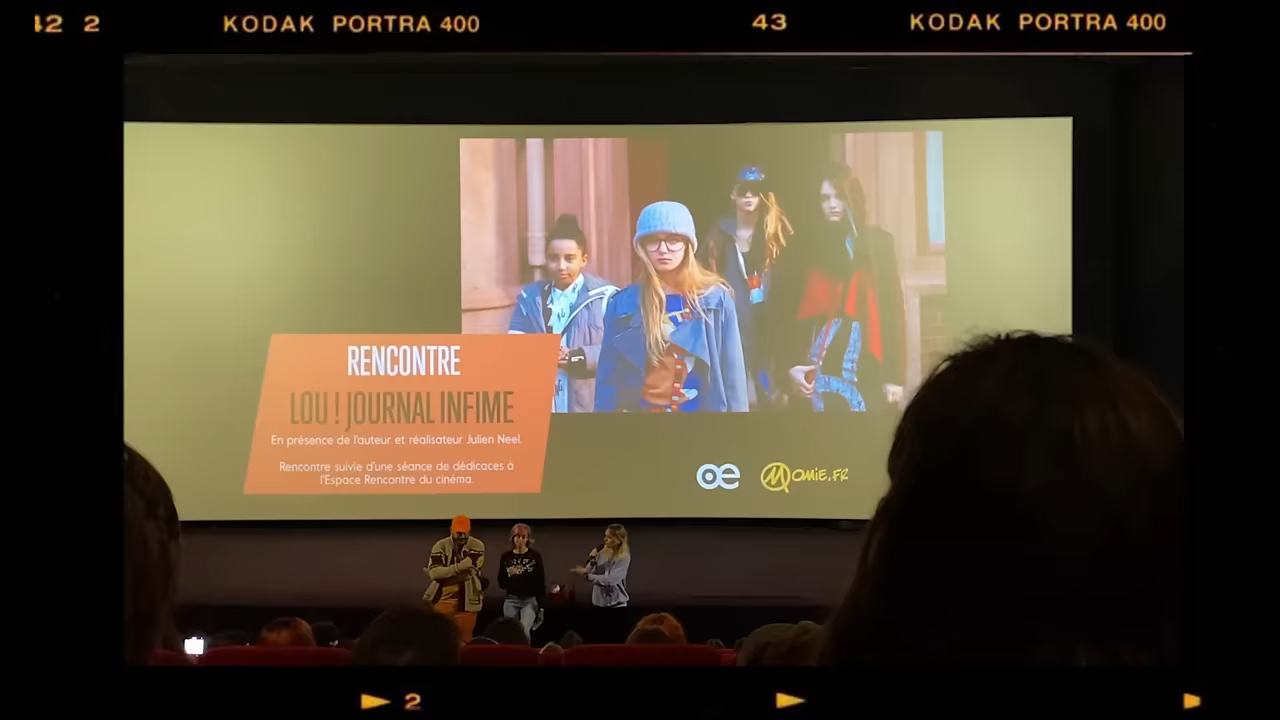 42 2 KODAK PORTRA 400 43 KODAK PORTRA 400
RENCONTRE
LOU ! JOURNAL INFIME
En présence de l'auteur et réalisateur Julien Neel.
Rencontre suivie d'une séance de dédicaces à
l'Espace Rencontre du cinéma.
oe MOMIE.FR
2